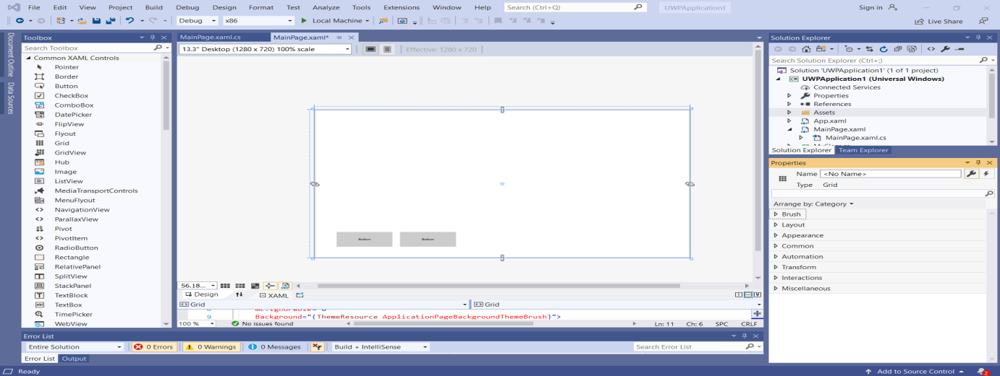 File Edit View Project Build Debug Design Format Test Analyze Tools Extensions Window Help Search (Ctrl+Q) UWPApplication1 Sign in
Debug x86 Local Machine Live Share
Document Outline
Data Sources
Toolbox
Search Toolbox
Common XAML Controls
Pointer
Border
Button
CheckBox
ComboBox
DatePicker
FlipView
Flyout
Grid
GridView
Hub
Image
ListView
MediaTransportControls
MenuFlyout
NavigationView
ParallaxView
Pivot
PivotItem
RadioButton
Rectangle
RelativePanel
SplitView
StackPanel
TextBlock
TextBox
TimePicker
WebView
MainPage.xaml.cs MainPage.xaml*
13.3" Desktop (1280 x 720) 100% scale Effective: 1280 x 720
Button Button
56.18...
Design XAML
Grid Grid
8 mc:Ignorable="d"
9 Background="{ThemeResource ApplicationPageBackgroundThemeBrush}">
100 % No issues found Ln: 11 Ch: 6 SPC CRLF
Solution Explorer
Search Solution Explorer (Ctrl+;)
Solution 'UWPApplication1' (1 of 1 project)
UWPApplication1 (Universal Windows)
Connected Services
Properties
References
Assets
App.xaml
MainPage.xaml
MainPage.xaml.cs
Solution Explorer Team Explorer
Properties
Name <No Name>
Type Grid
Arrange by: Category
Brush
Layout
Appearance
Common
Automation
Transform
Interactions
Miscellaneous
Error List
Entire Solution 0 Errors 0 Warnings 0 Messages Build + IntelliSense Search Error List
Error List Output
Ready Add to Source Control 2